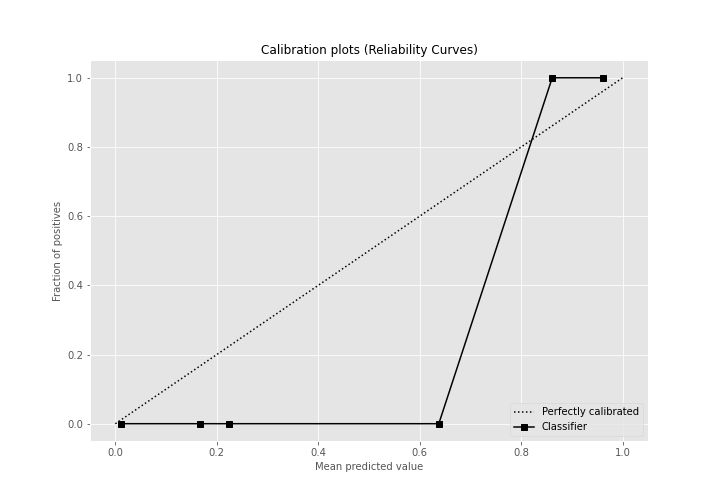 Calibration plots (Reliability Curves)
Fraction of positives
1.0
0.8
0.6
0.4
0.2
0.0
Perfectly calibrated
Classifier
0.0 0.2 0.4 0.6 0.8 1.0
Mean predicted value